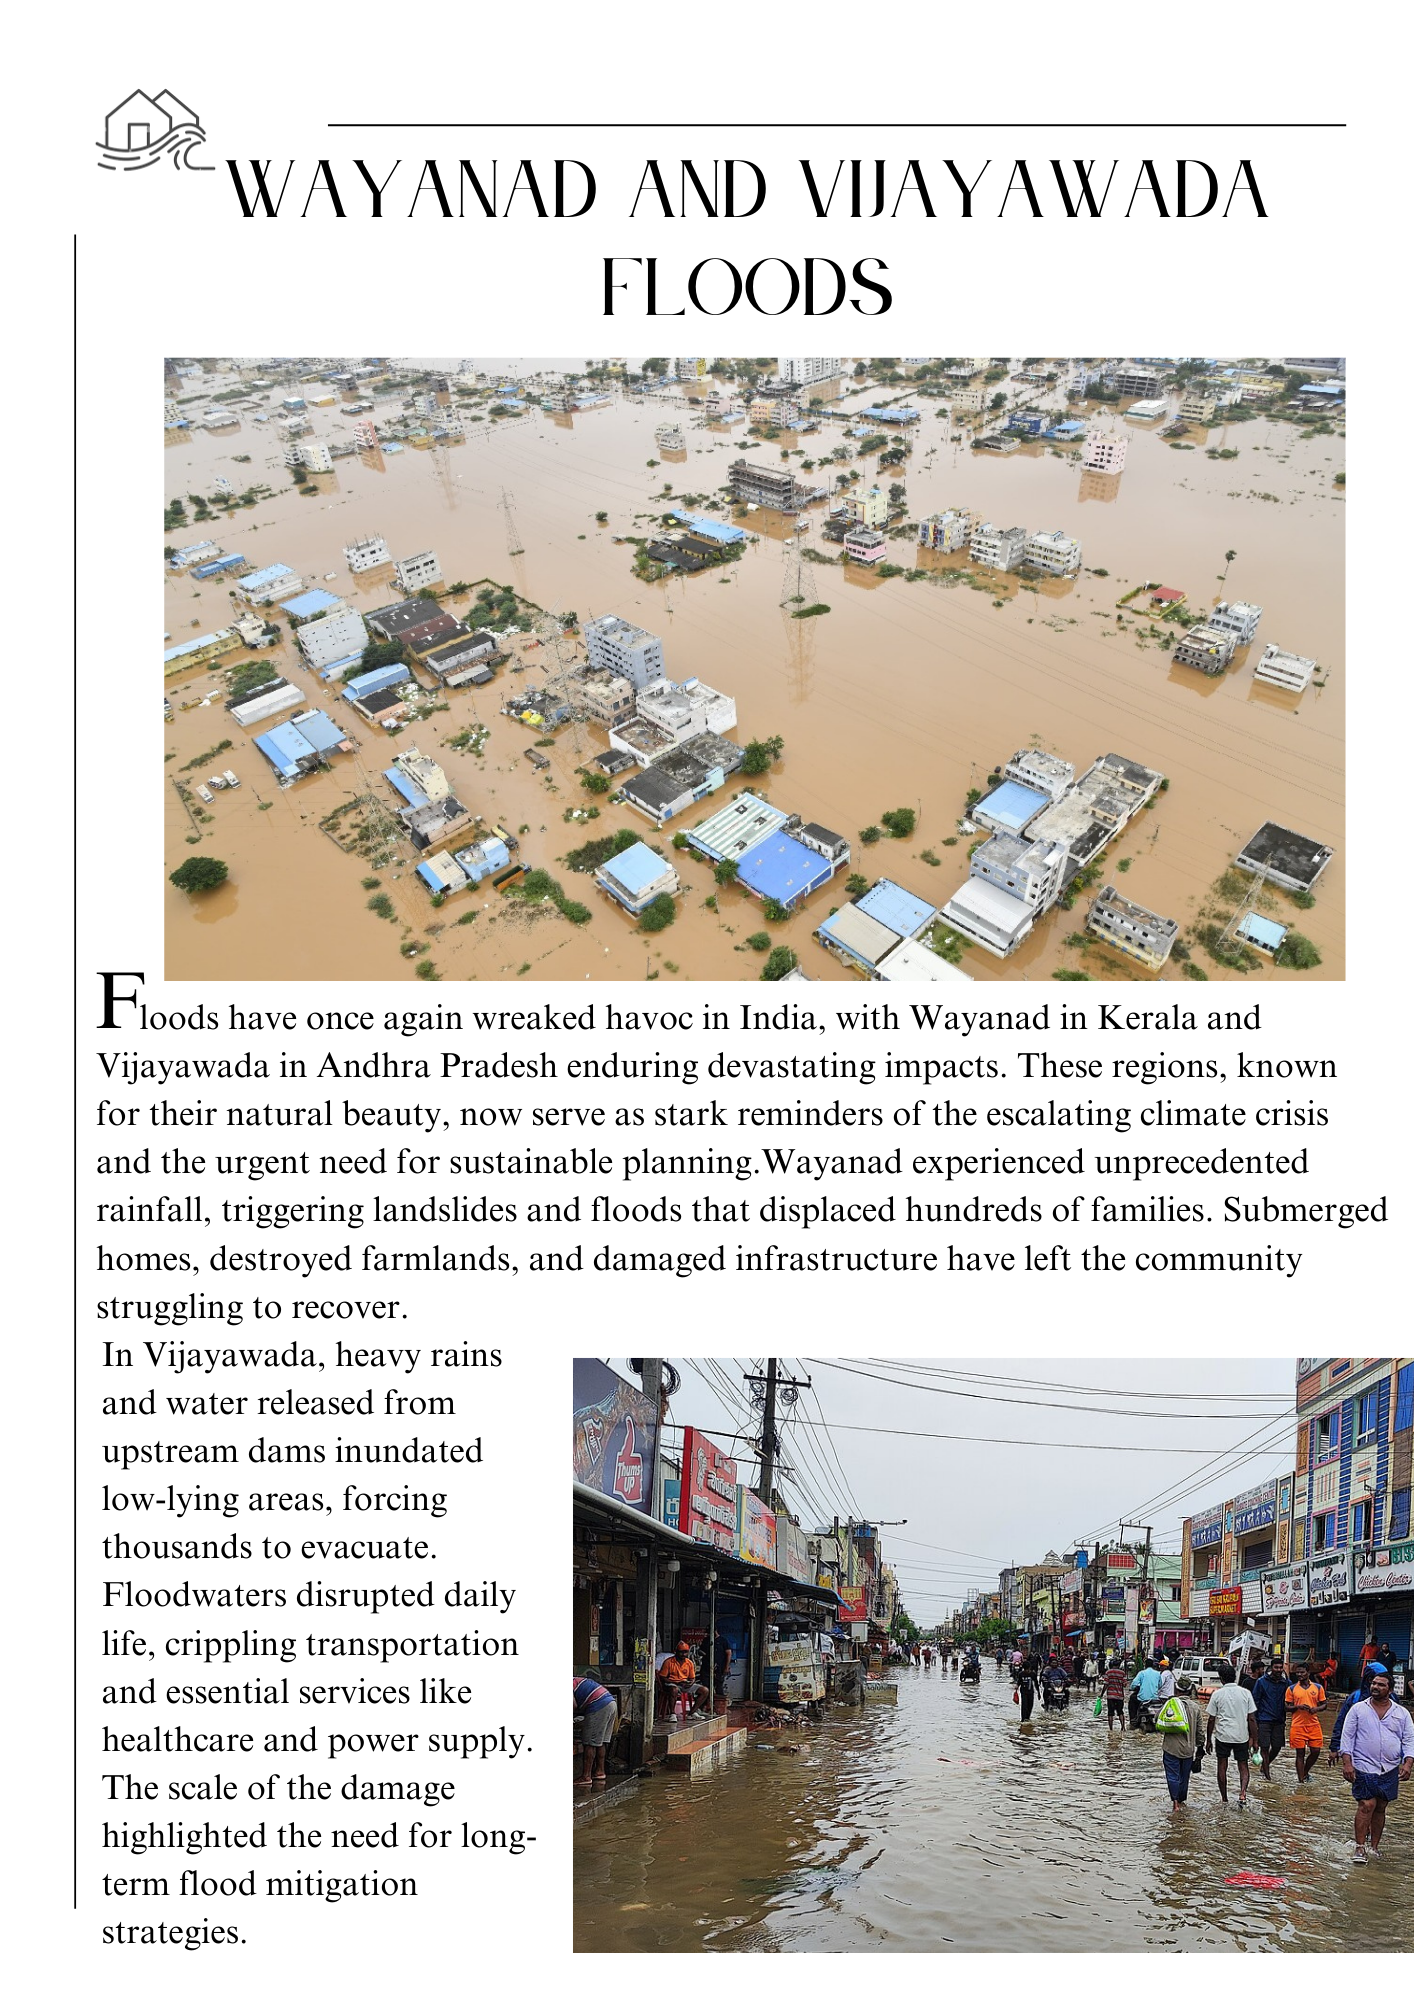 WAYANAD AND VIJAYAWADA
FLOODS
Floods have once again wreaked havoc in India, with Wayanad in Kerala and
Vijayawada in Andhra Pradesh enduring devastating impacts. These regions, known
for their natural beauty, now serve as stark reminders of the escalating climate crisis
and the urgent need for sustainable planning.Wayanad experienced unprecedented
rainfall, triggering landslides and floods that displaced hundreds of families. Submerged
homes, destroyed farmlands, and damaged infrastructure have left the community
struggling to recover.
In Vijayawada, heavy rains
and water released from
upstream dams inundated
low-lying areas, forcing
thousands to evacuate.
Floodwaters disrupted daily
life, crippling transportation
and essential services like
healthcare and power supply.
The scale of the damage
highlighted the need for long-
term flood mitigation
strategies.
Thums
UP
Chicken Center